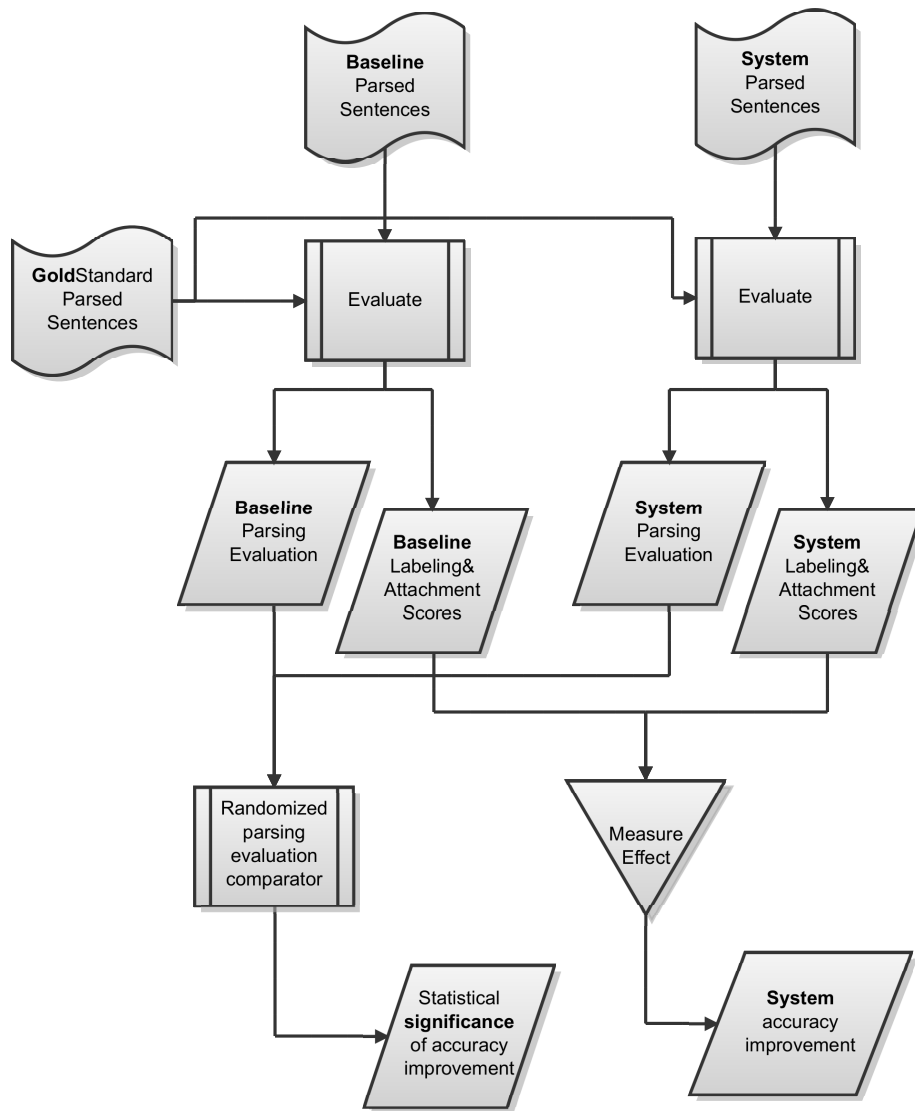 Baseline
Parsed
Sentences
System
Parsed
Sentences
GoldStandard
Parsed
Sentences
Evaluate
Evaluate
Baseline
Parsing
Evaluation
Baseline
Labeling&
Attachment
Scores
System
Parsing
Evaluation
System
Labeling&
Attachment
Scores
Randomized
parsing
evaluation
comparator
Measure
Effect
Statistical
significance
of accuracy
improvement
System
accuracy
improvement